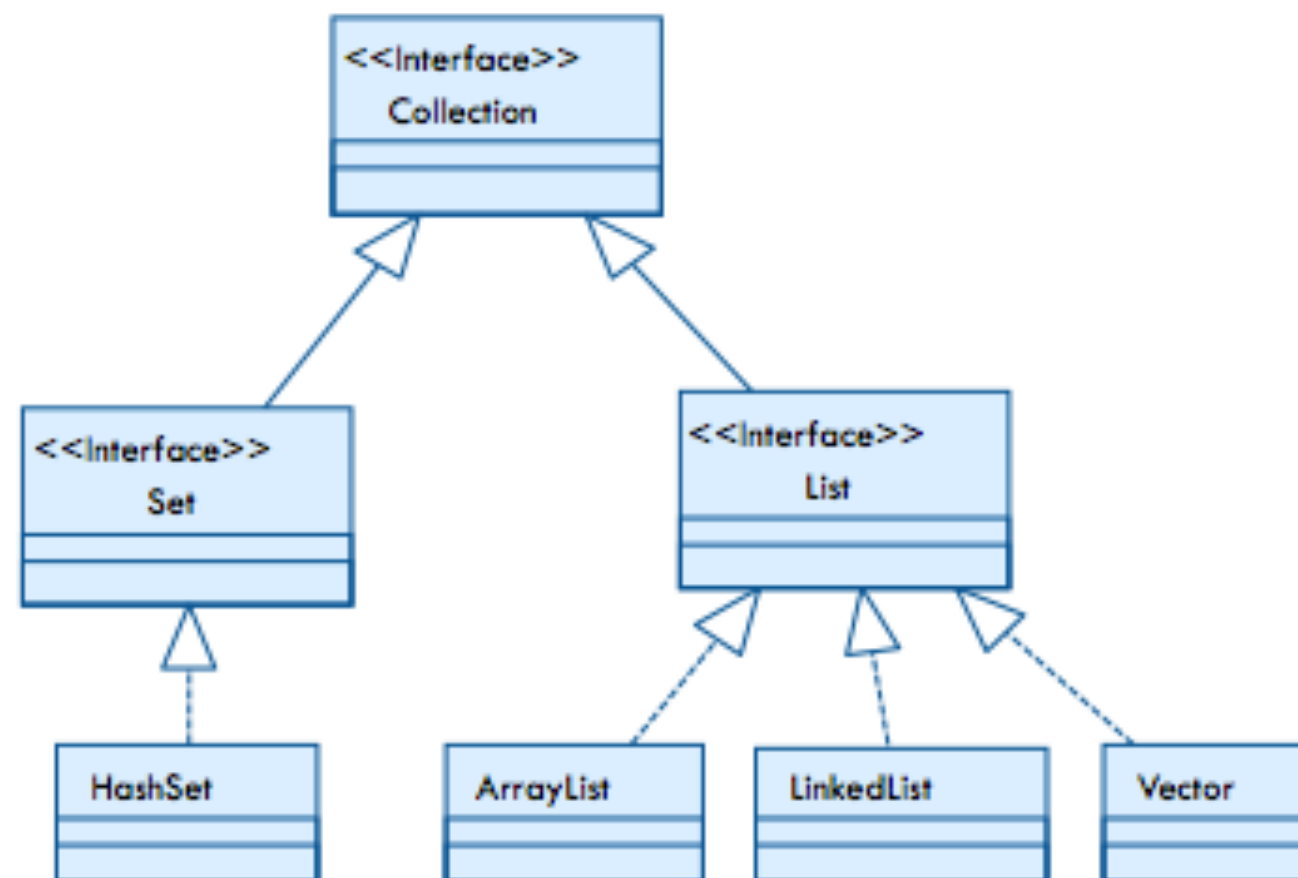 <<Interface>>
Collection
<<Interface>>
Set
<<Interface>>
List
HashSet
ArrayList
LinkedList
Vector